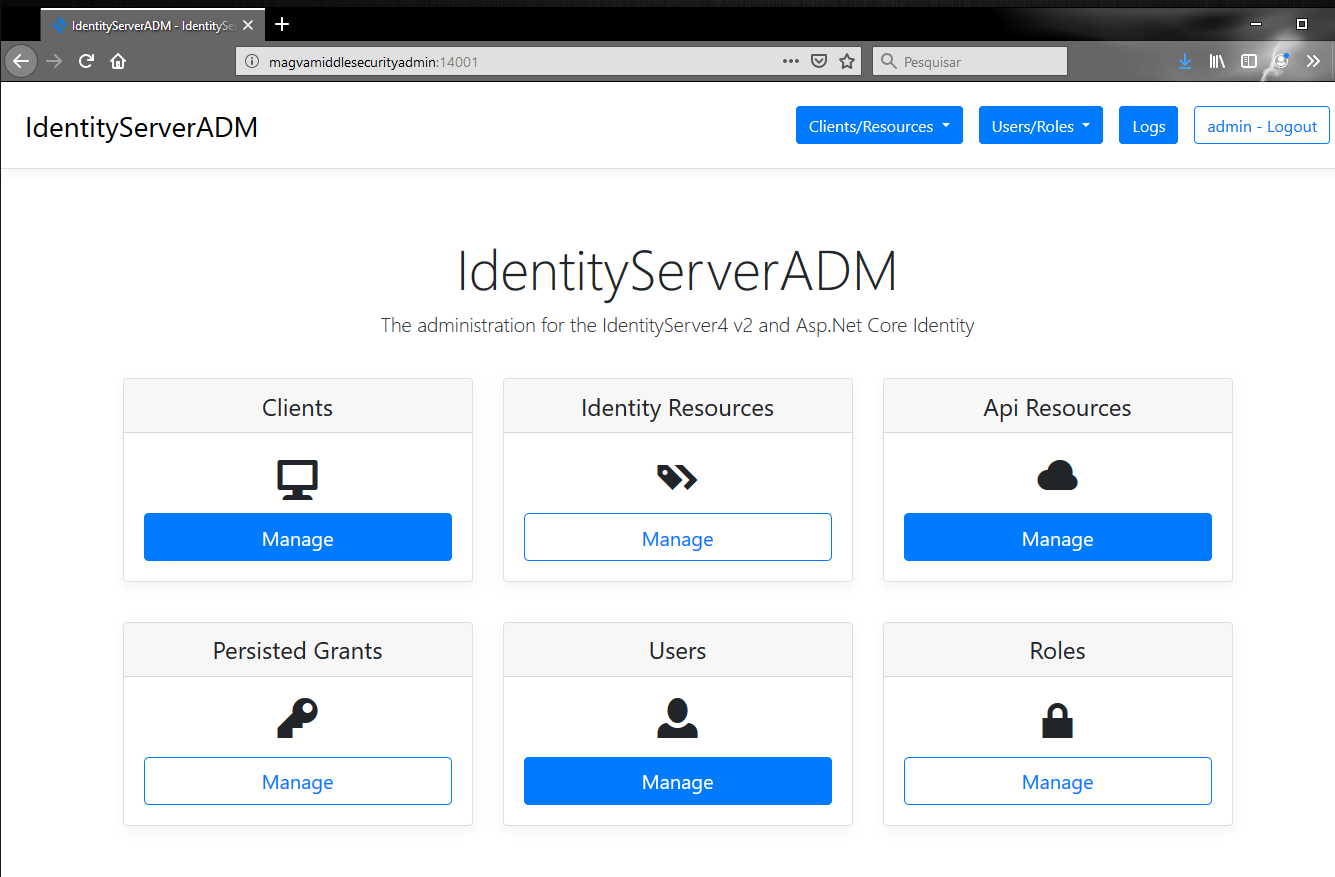 IdentityServerADM - IdentitySe
magvamiddlesecurityadmin:14001
Pesquisar
IdentityServerADM
Clients/Resources
Users/Roles
Logs
admin - Logout
IdentityServerADM
The administration for the IdentityServer4 v2 and Asp.Net Core Identity
Clients
Identity Resources
Api Resources
Manage
Manage
Manage
Persisted Grants
Users
Roles
Manage
Manage
Manage